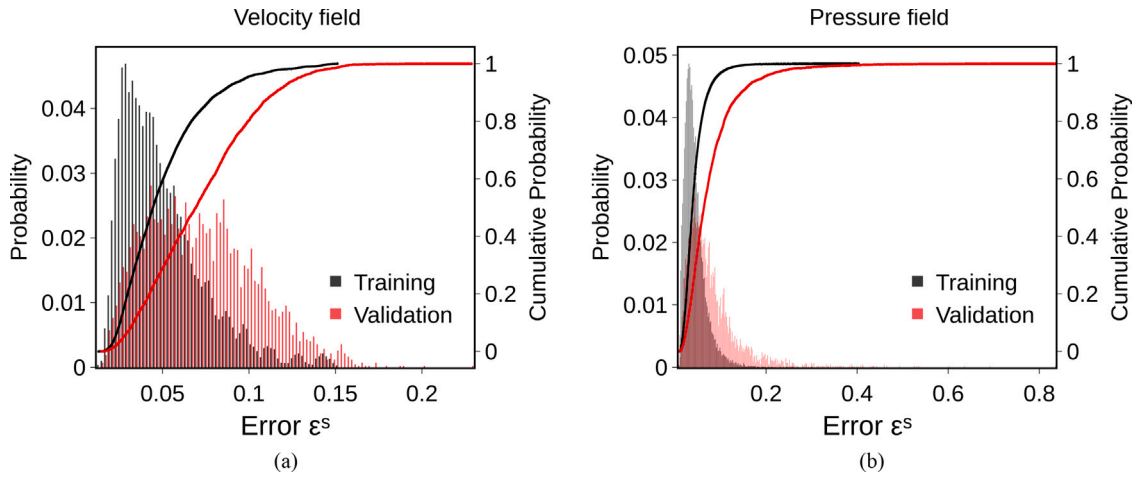 Velocity field
Probability
0.04
0.03
0.02
0.01
0
1
0.8
0.6
0.4
0.2
0
Cumulative Probability
Training
Validation
0.05
0.1
0.15
0.2
Error εˢ
(a)
Pressure field
Probability
0.05
0.04
0.03
0.02
0.01
0
1
0.8
0.6
0.4
0.2
0
Cumulative Probability
Training
Validation
0.2
0.4
0.6
0.8
Error εˢ
(b)